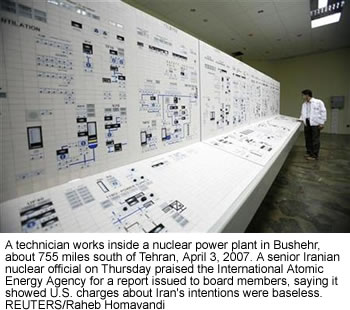 VENTILATION
A technician works inside a nuclear power plant in Bushehr,
about 755 miles south of Tehran, April 3, 2007. A senior Iranian
nuclear official on Thursday praised the International Atomic
Energy Agency for a report issued to board members, saying it
showed U.S. charges about Iran's intentions were baseless.
REUTERS/Raheb Homavandi